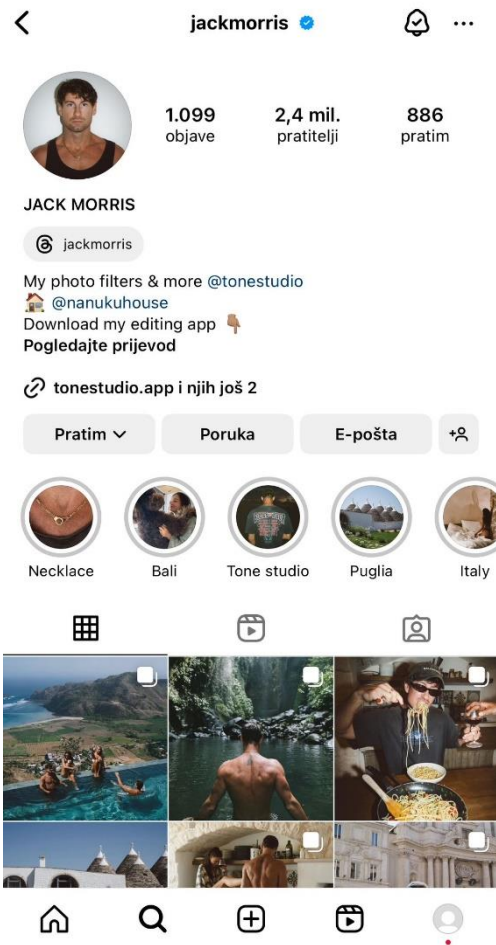 jackmorris
1.099 2,4 mil. 886
objave pratitelji pratim
JACK MORRIS
jackmorris
My photo filters & more @tonestudio
@nanukuhouse
Download my editing app
Pogledajte prijevod
tonestudio.app i njih još 2
Pratim Poruka E-pošta
Necklace Bali Tone studio Puglia Italy